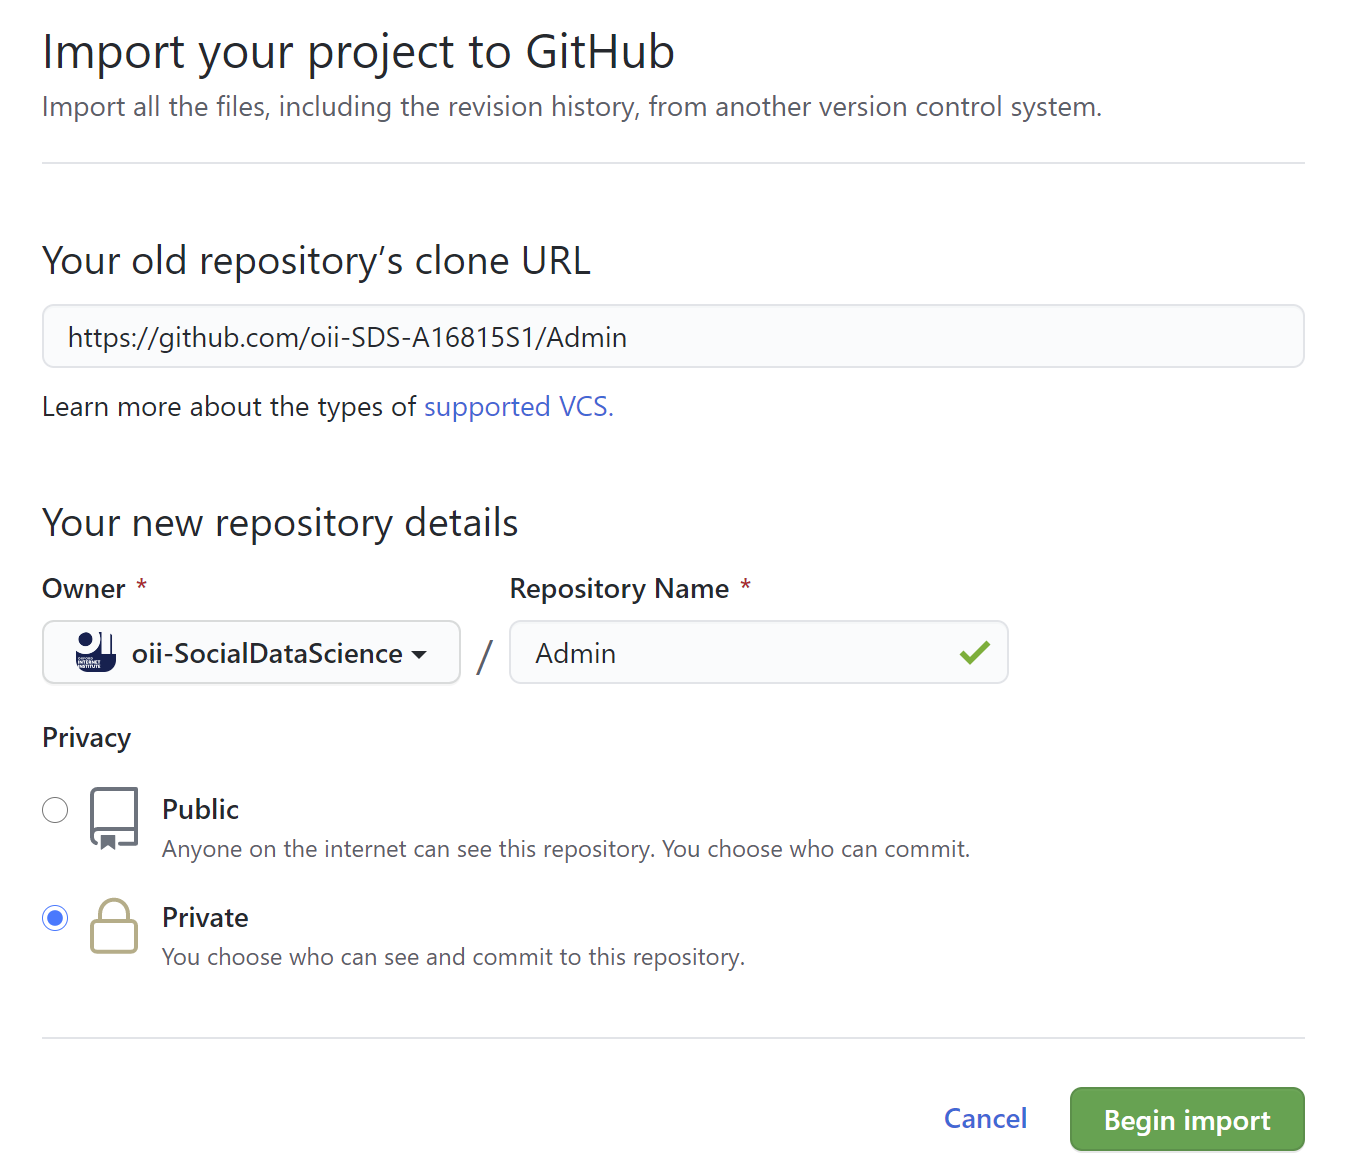 Import your project to GitHub
Import all the files, including the revision history, from another version control system.
Your old repository’s clone URL
https://github.com/oii-SDS-A16815S1/Admin
Learn more about the types of supported VCS.
Your new repository details
Owner *
Repository Name *
OXFORD INTERNET INSTITUTE
oii-SocialDataScience / Admin
Privacy
Public
Anyone on the internet can see this repository. You choose who can commit.
Private
You choose who can see and commit to this repository.
Cancel
Begin import